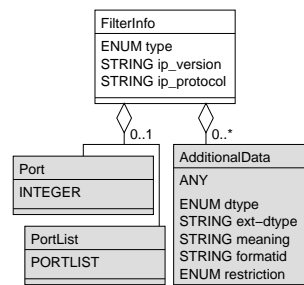 FilterInfo
ENUM type
STRING ip_version
STRING ip_protocol
0..1
0..*
Port
INTEGER
PortList
PORTLIST
AdditionalData
ANY
ENUM dtype
STRING ext−dtype
STRING meaning
STRING formatid
ENUM restriction